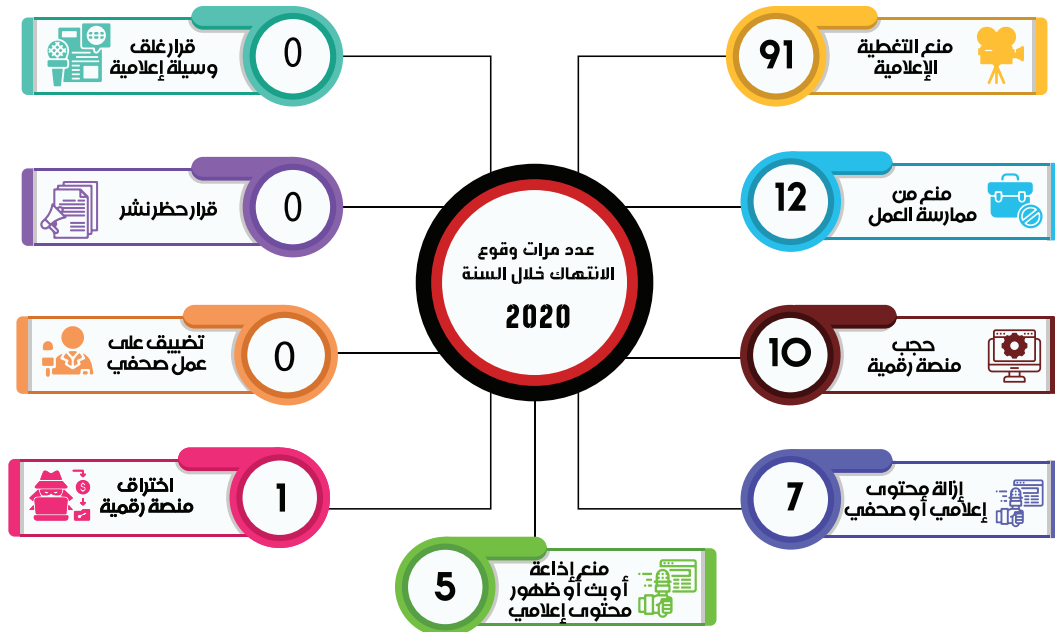 عدد مرات وقوع
الانتهاك خلال السنة
2020
منع التغطية
الإعلامية
91
منع من
ممارسة العمل
12
حجب
منصة رقمية
10
إزالة محتوى
إعلامي أو صحفي
7
منع إذاعة
أو بث أو ظهور
محتوى إعلامي
5
قرار غلق
وسيلة إعلامية
0
قرار حظر نشر
0
تضييق على
عمل صحفي
0
اختراق
منصة رقمية
1